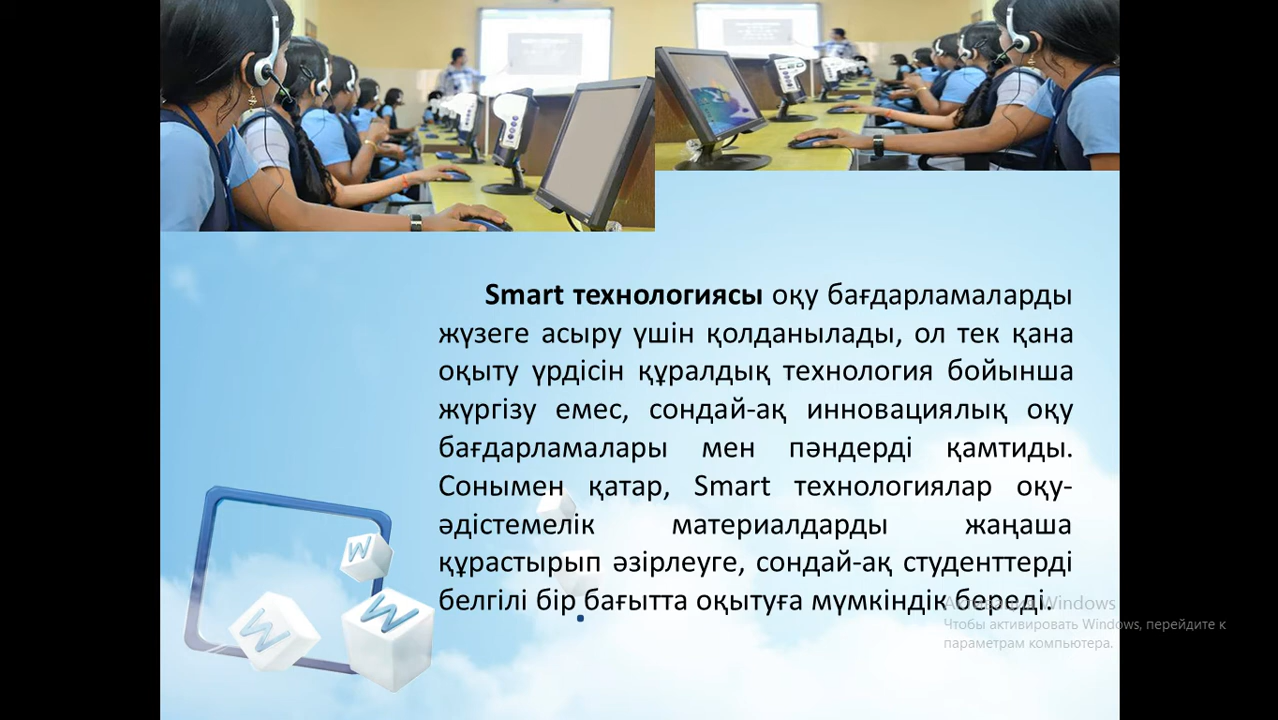 Smart технологиясы оқу бағдарламаларды
жүзеге асыру үшін қолданылады, ол тек қана
оқыту үрдісін құралдық технология бойынша
жүргізу емес, сондай-ақ инновациялық оқу
бағдарламалары мен пәндерді қамтиды.
Сонымен қатар, Smart технологиялар оқу-
әдістемелік материалдарды жаңаша
құрастырып әзірлеуге, сондай-ақ студенттерді
белгілі бір бағытта оқытуға мүмкіндік береді.
Активация Windows
Чтобы активировать Windows, перейдите к
параметрам компьютера.
W
W
W